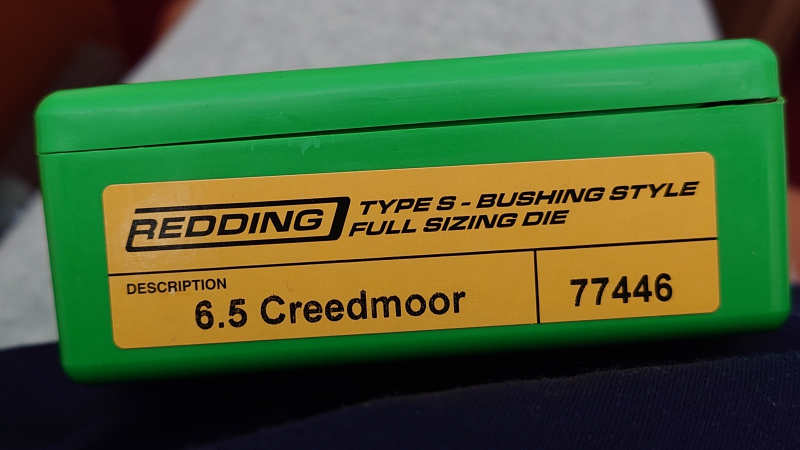 REDDING
TYPE S - BUSHING STYLE
FULL SIZING DIE
DESCRIPTION
6.5 Creedmoor
77446